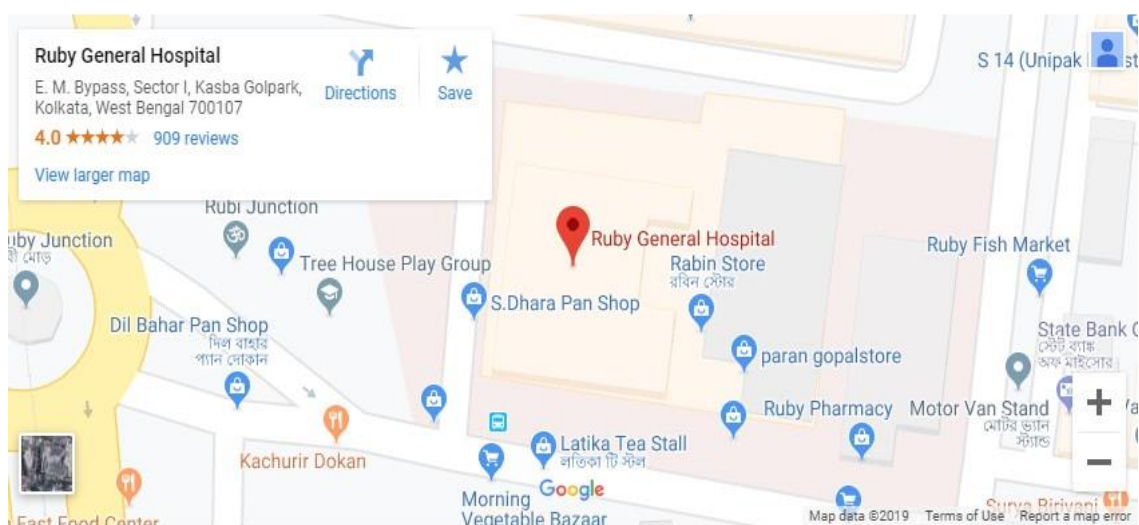 Ruby General Hospital
E. M. Bypass, Sector I, Kasba Golpark,
Kolkata, West Bengal 700107
4.0 ★★★★★ 909 reviews
View larger map
Directions
Save
S 14 (Unipak
Rubi Junction
uby Junction
মোড়
Tree House Play Group
Ruby General Hospital
Rabin Store
রবিন স্টোর
Ruby Fish Market
S.Dhara Pan Shop
Dil Bahar Pan Shop
দিল বাহার
প্যান দোকান
paran gopalstore
State Bank
স্টেট ব্যাঙ্ক
অফ মাইসোর
Ruby Pharmacy
Motor Van Stand
মোটর ভ্যান
স্ট্যান্ড
+
−
Kachurir Dokan
Latika Tea Stall
লতিকা টি স্টল
Google
Morning
Vegetable Bazaar
East Food Center
Surya Biriyani
Map data ©2019 Terms of Use Report a map error